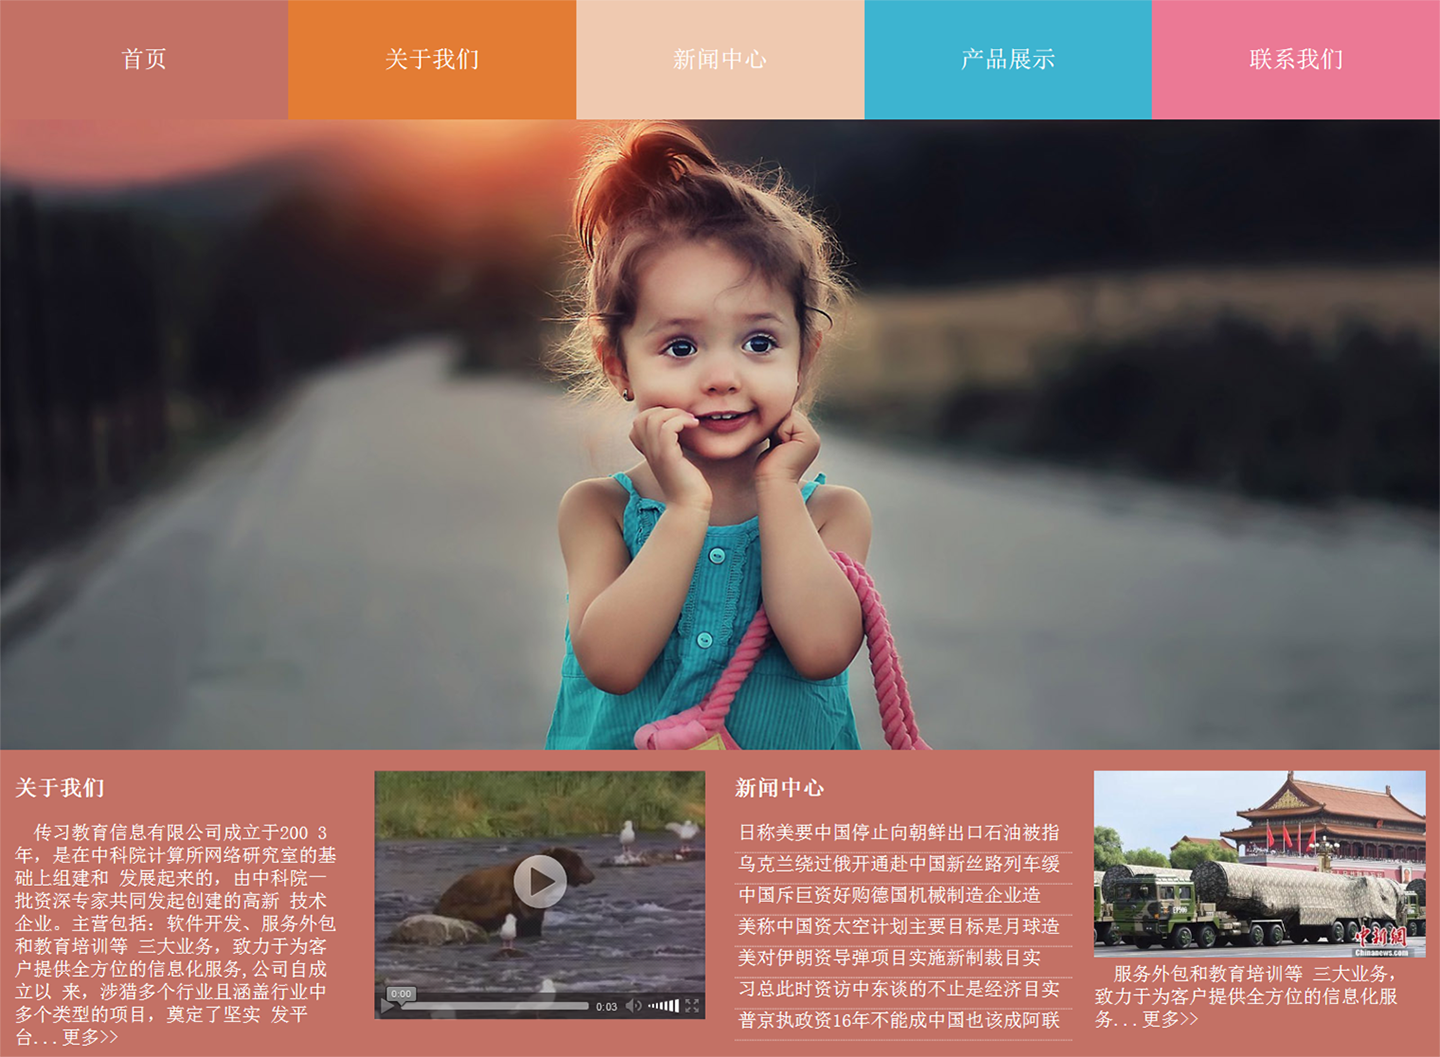 首页
关于我们
新闻中心
产品展示
联系我们
关于我们
传习教育信息有限公司成立于200 3
年，是在中科院计算所网络研究室的基
础上组建和 发展起来的，由中科院一
批资深专家共同发起创建的高新 技术
企业。主营包括：软件开发、服务外包
和教育培训等 三大业务，致力于为客
户提供全方位的信息化服务,公司自成
立以 来，涉猎多个行业且涵盖行业中
多个类型的项目，奠定了坚实 发平
台...更多>>
0:00
0:03
新闻中心
日称美要中国停止向朝鲜出口石油被指
乌克兰绕过俄开通赴中国新丝路列车缓
中国斥巨资好购德国机械制造企业造
美称中国资太空计划主要目标是月球造
美对伊朗资导弹项目实施新制裁目实
习总此时资访中东谈的不止是经济目实
普京执政资16年不能成中国也该成阿联
中新網
Chinanews.com
服务外包和教育培训等 三大业务，
致力于为客户提供全方位的信息化服
务...更多>>